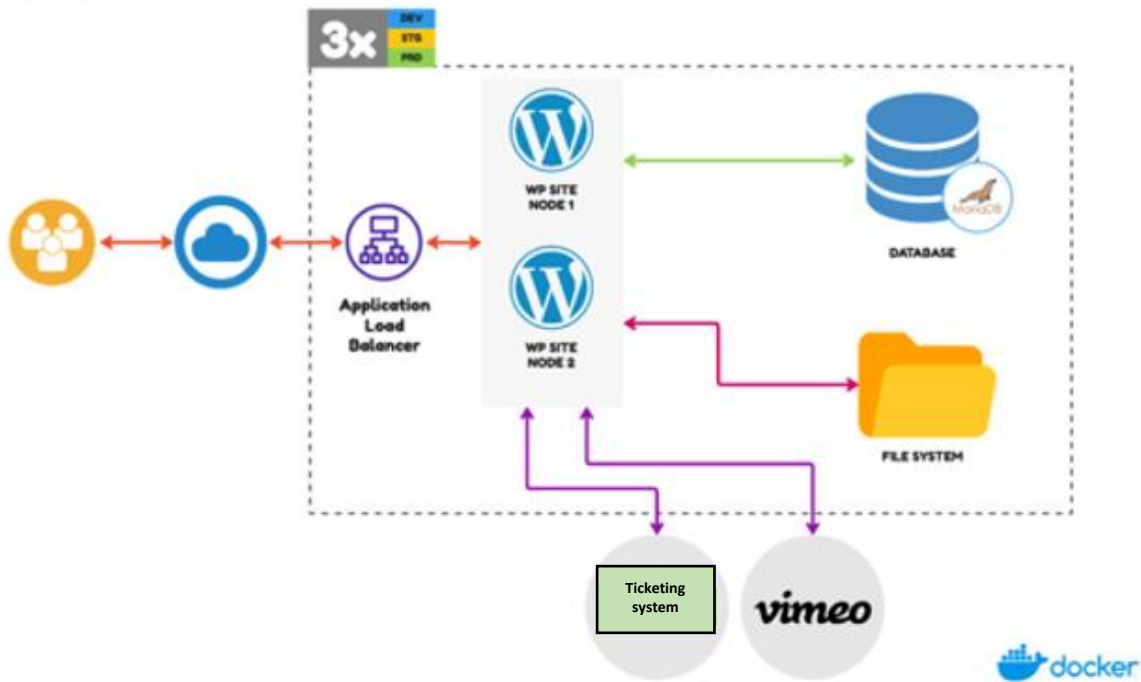 3x
DEV
STG
PRD
WP SITE
NODE 1
MariaDB
DATABASE
Application
Load
Balancer
WP SITE
NODE 2
FILE SYSTEM
Ticketing
system
vimeo
docker